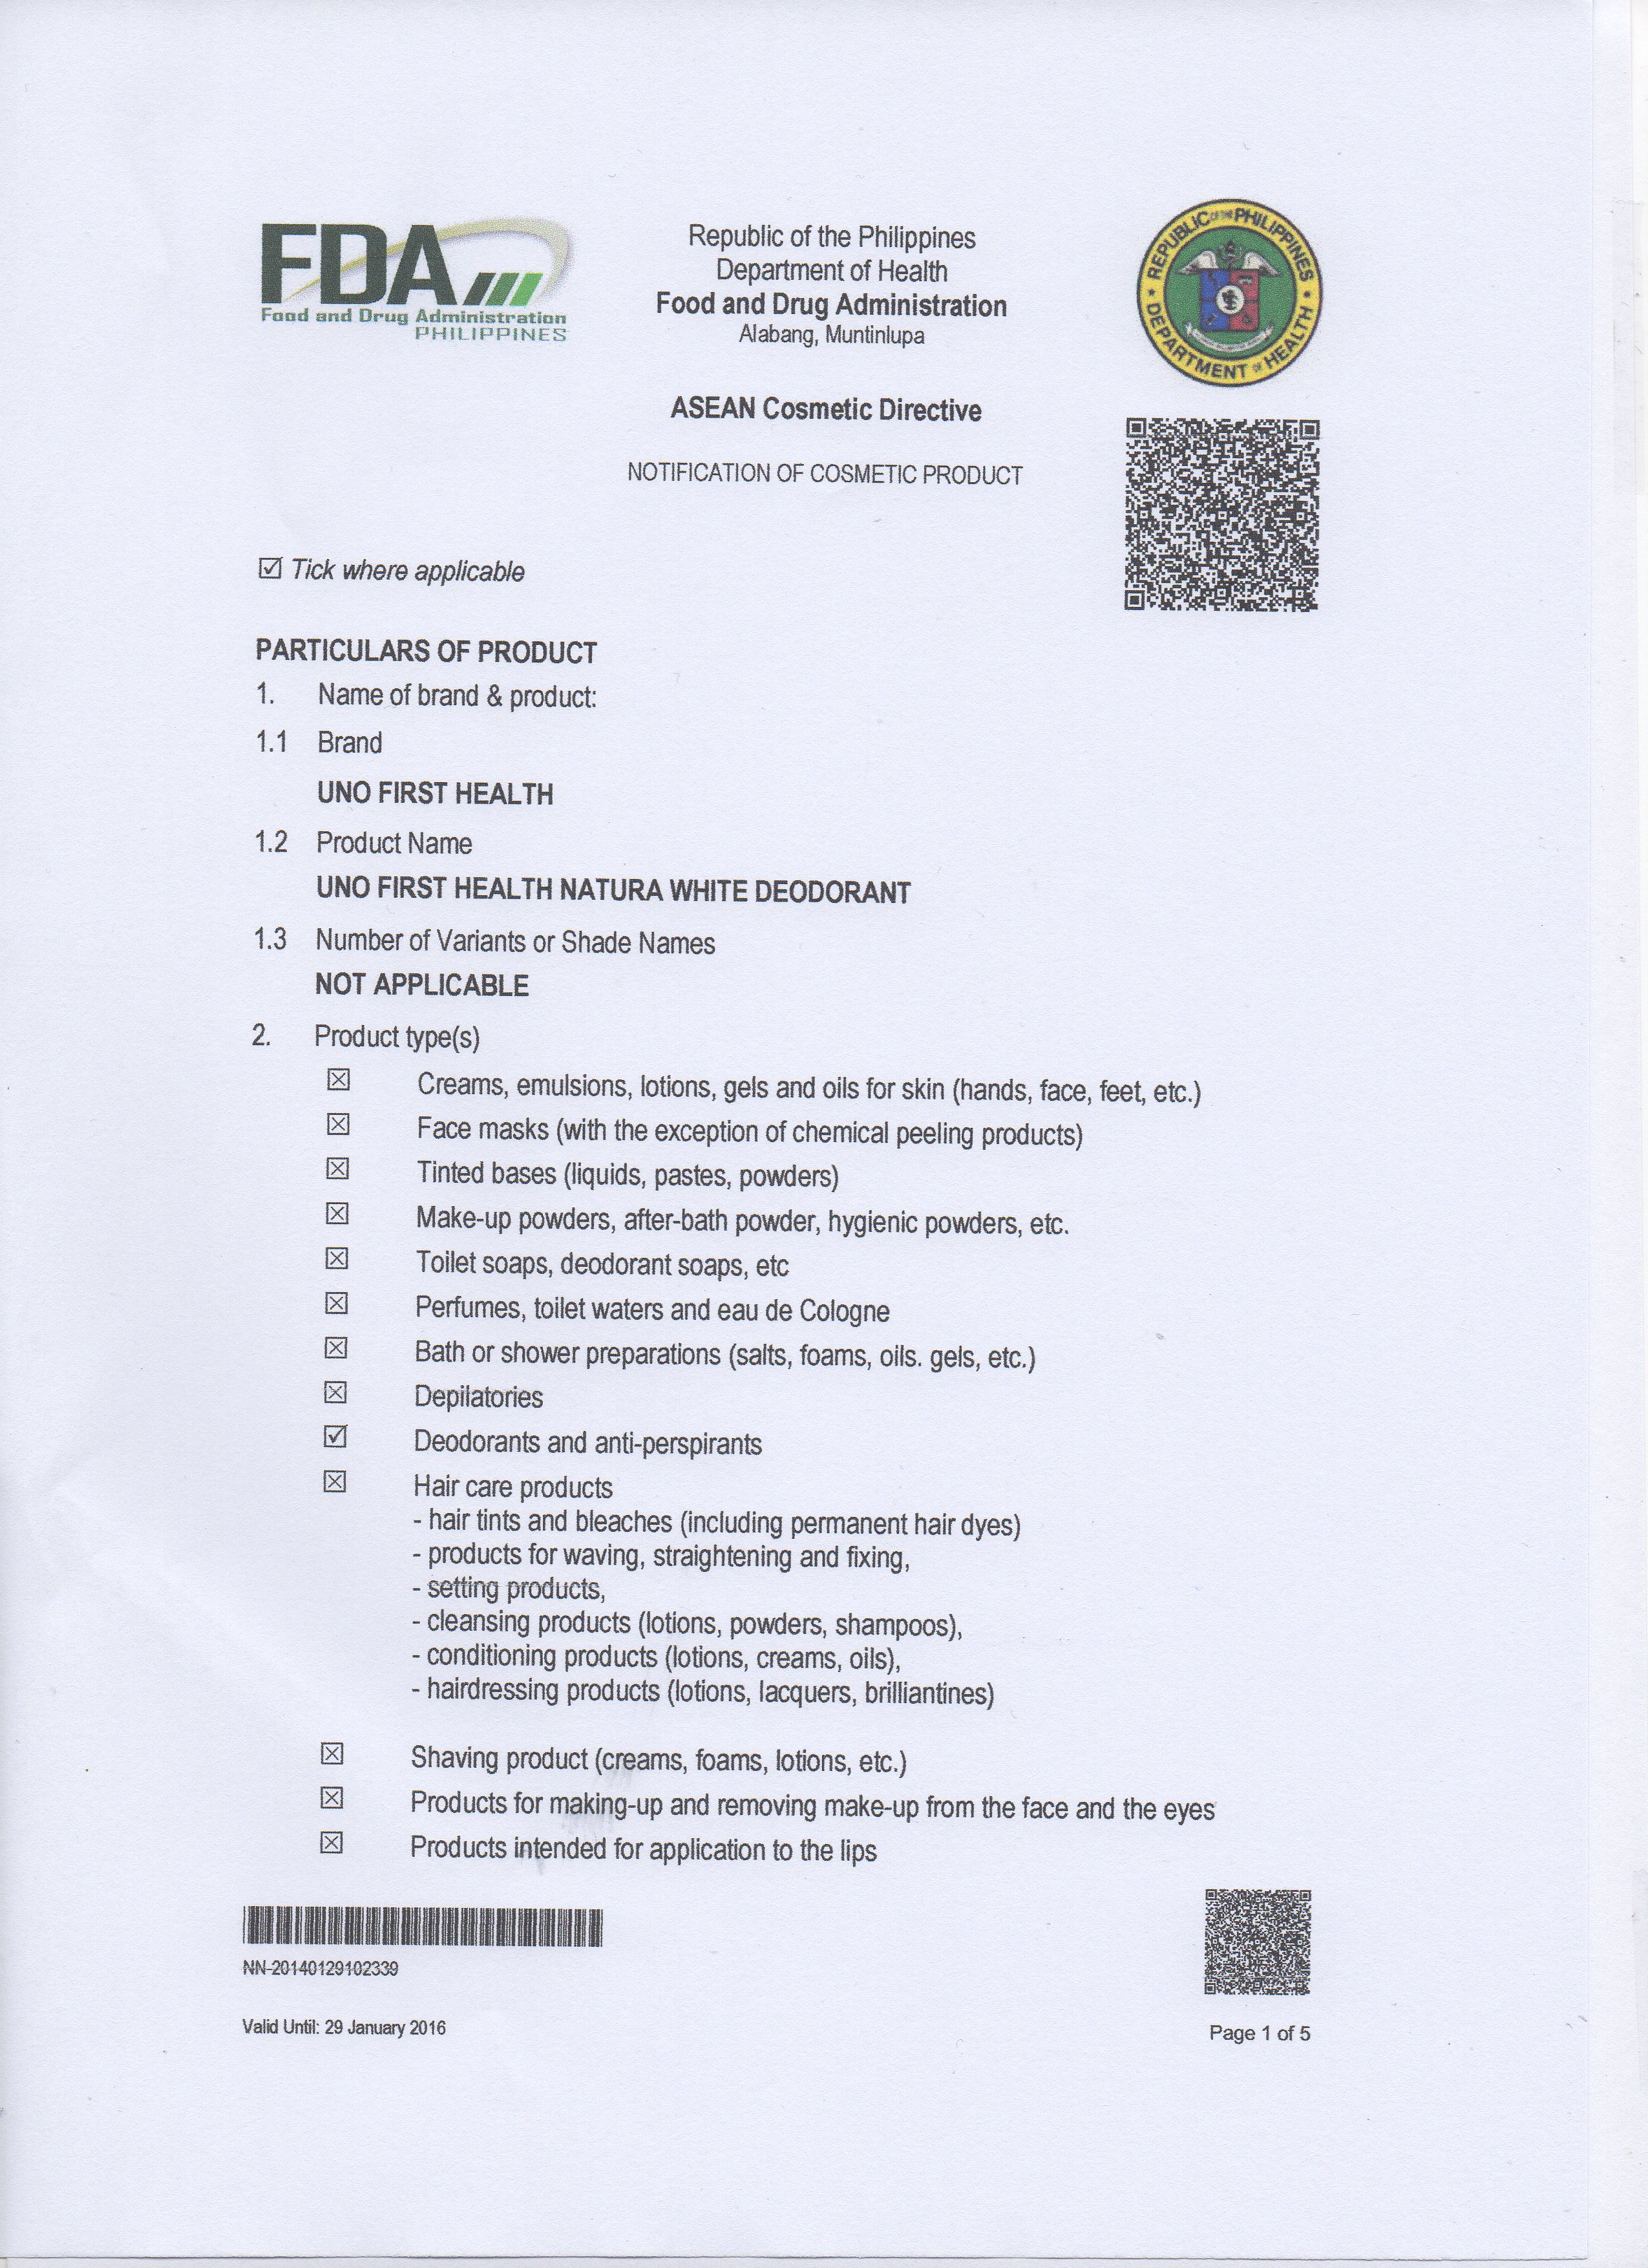 FDA
Food and Drug Administration
PHILIPPINES
Republic of the Philippines
Department of Health
Food and Drug Administration
Alabang, Muntinlupa
REPUBLIC OF THE PHILIPPINES
DEPARTMENT OF HEALTH
ASEAN Cosmetic Directive
NOTIFICATION OF COSMETIC PRODUCT
☑ Tick where applicable
PARTICULARS OF PRODUCT
1. Name of brand & product:
1.1 Brand
UNO FIRST HEALTH
1.2 Product Name
UNO FIRST HEALTH NATURA WHITE DEODORANT
1.3 Number of Variants or Shade Names
NOT APPLICABLE
2. Product type(s)
☒ Creams, emulsions, lotions, gels and oils for skin (hands, face, feet, etc.)
☒ Face masks (with the exception of chemical peeling products)
☒ Tinted bases (liquids, pastes, powders)
☒ Make-up powders, after-bath powder, hygienic powders, etc.
☒ Toilet soaps, deodorant soaps, etc
☒ Perfumes, toilet waters and eau de Cologne
☒ Bath or shower preparations (salts, foams, oils. gels, etc.)
☒ Depilatories
☑ Deodorants and anti-perspirants
☒ Hair care products
- hair tints and bleaches (including permanent hair dyes)
- products for waving, straightening and fixing,
- setting products,
- cleansing products (lotions, powders, shampoos),
- conditioning products (lotions, creams, oils),
- hairdressing products (lotions, lacquers, brilliantines)
☒ Shaving product (creams, foams, lotions, etc.)
☒ Products for making-up and removing make-up from the face and the eyes
☒ Products intended for application to the lips
NN-20140129102339
Valid Until: 29 January 2016
Page 1 of 5